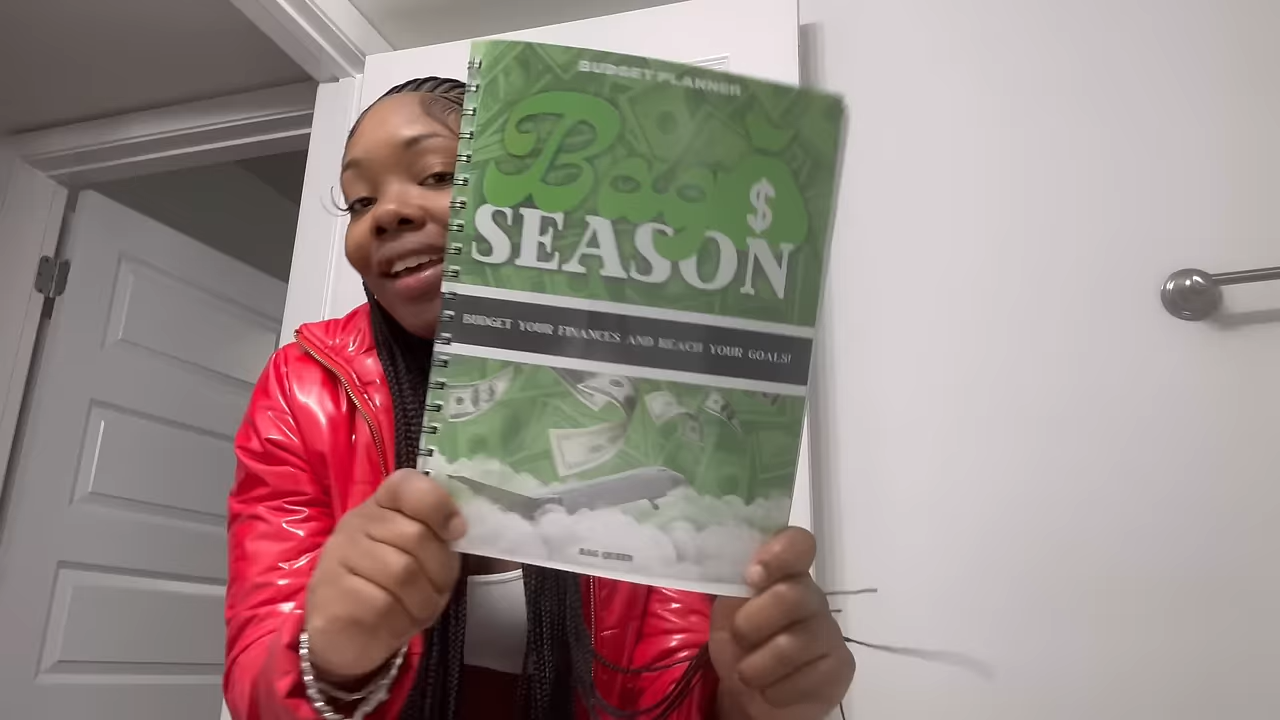 BUDGET PLANNER
Bag $
SEASON
BUDGET YOUR FINANCES AND REACH YOUR GOALS!
BAG QUEEN